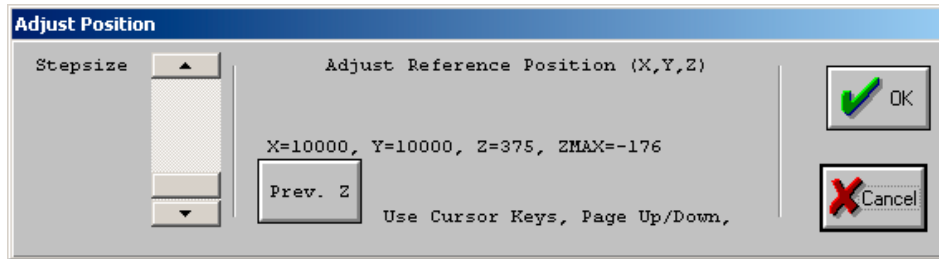 Adjust Position
Stepsize
Adjust Reference Position (X,Y,Z)
X=10000, Y=10000, Z=375, ZMAX=-176
Prev. Z
Use Cursor Keys, Page Up/Down,
OK
Cancel